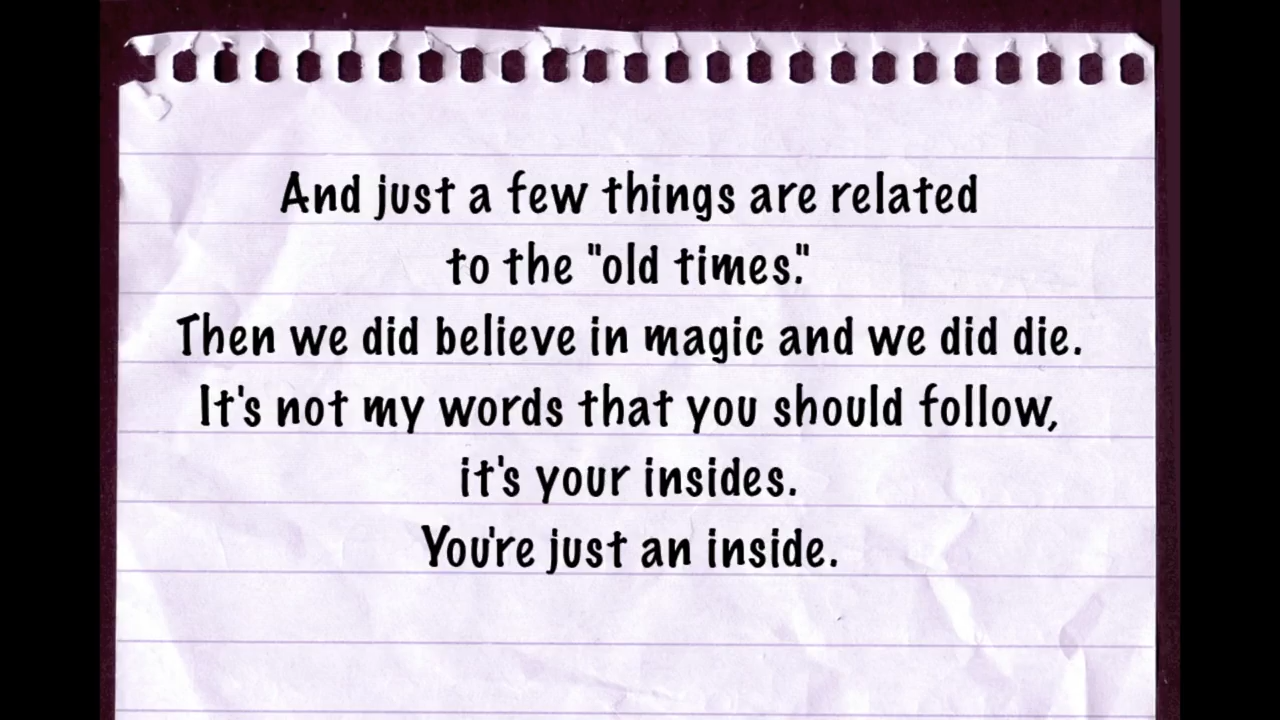 And just a few things are related
to the "old times."
Then we did believe in magic and we did die.
It's not my words that you should follow,
it's your insides.
You're just an inside.